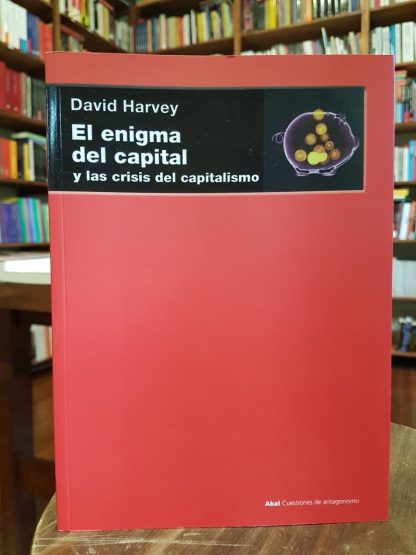 David Harvey
El enigma
del capital
y las crisis del capitalismo
Akal Cuestiones de antagonismo